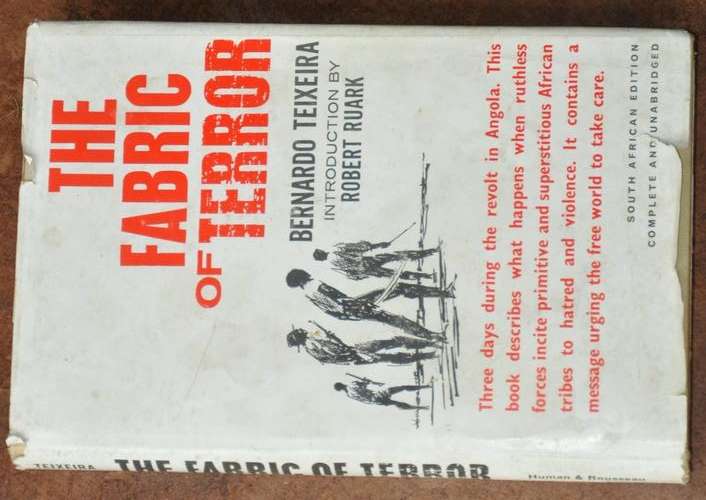 THE
FABRIC
OF TERROR
BERNARDO TEIXEIRA
INTRODUCTION BY
ROBERT RUARK
Three days during the revolt in Angola. This
book describes what happens when ruthless
forces incite primitive and superstitious African
tribes to hatred and violence. It contains a
message urging the free world to take care.
SOUTH AFRICAN EDITION
COMPLETE AND UNABRIDGED
TEIXEIRA THE FABRIC OF TERROR Human & Rousseau